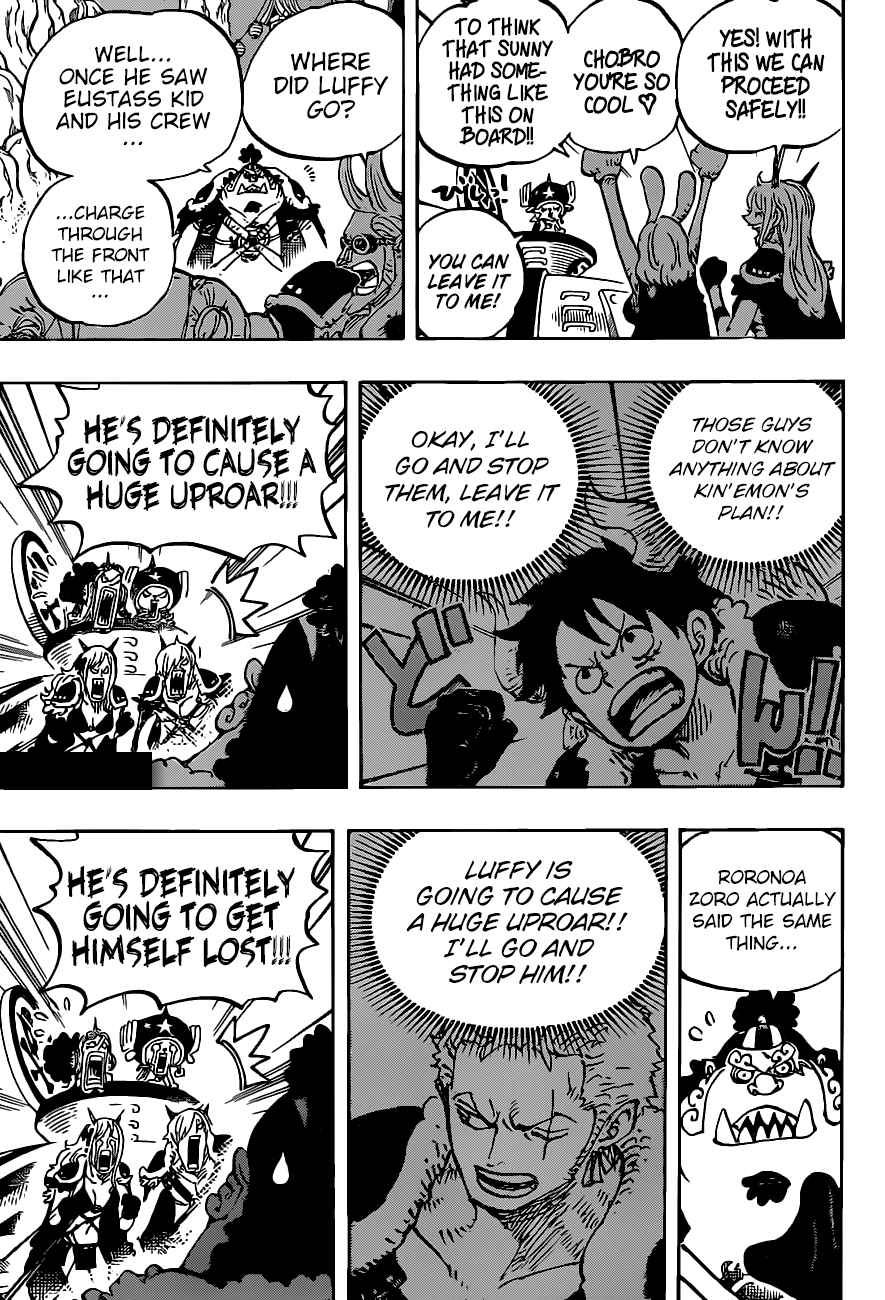 YES! WITH
THIS WE CAN
PROCEED
SAFELY!!
CHO.BRO
YOU'RE SO
COOL♡
TO THINK
THAT SUNNY
HAD SOME-
THING LIKE
THIS ON
BOARD!!
YOU CAN
LEAVE IT
TO ME!
WHERE
DID LUFFY
GO?
WELL...
ONCE HE SAW
EUSTASS KID
AND HIS CREW
...
...CHARGE
THROUGH
THE FRONT
LIKE THAT
...
THOSE GUYS
DON'T KNOW
ANYTHING ABOUT
KIN'EMON'S
PLAN!!
OKAY, I'LL
GO AND STOP
THEM, LEAVE IT
TO ME!!
ドン!!
HE'S DEFINITELY
GOING TO CAUSE A
HUGE UPROAR!!!
RORONOA
ZORO ACTUALLY
SAID THE SAME
THING...
LUFFY IS
GOING TO CAUSE
A HUGE UPROAR!!
I'LL GO AND
STOP HIM!!
HE'S DEFINITELY
GOING TO GET
HIMSELF LOST!!!